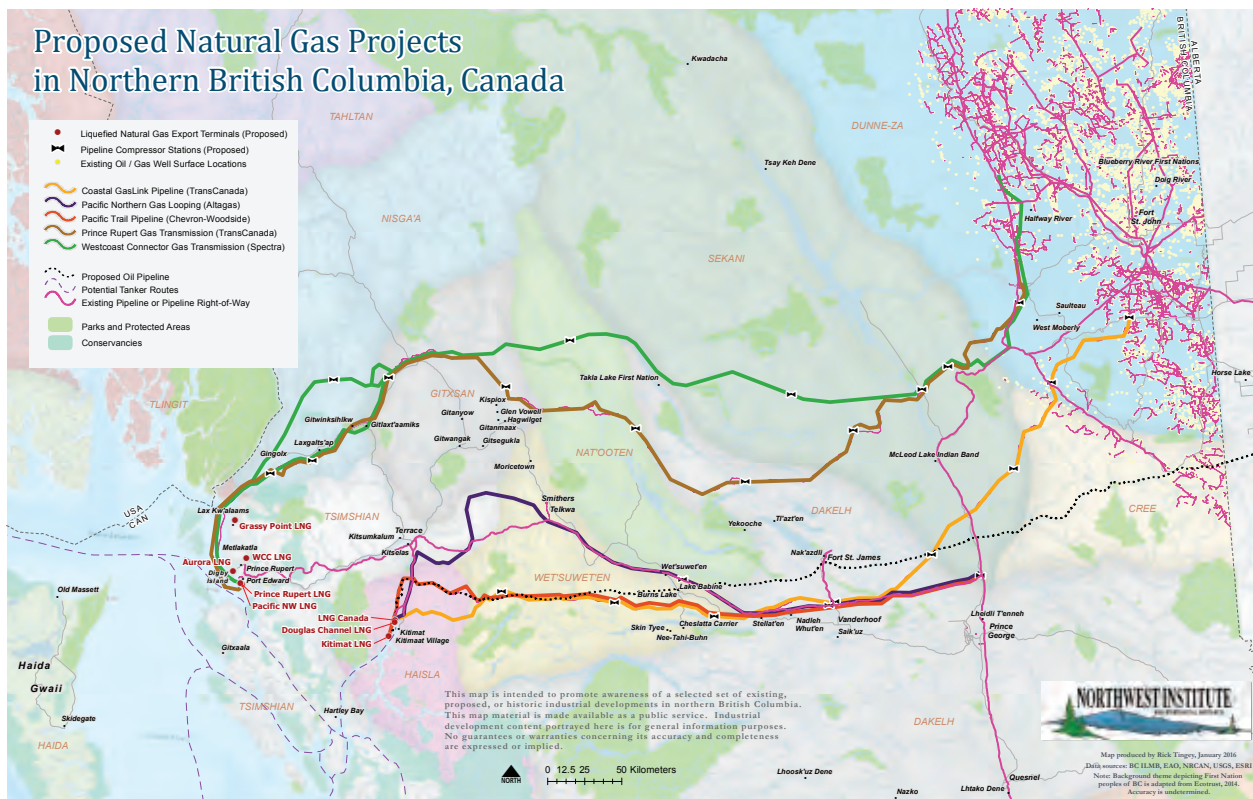 Proposed Natural Gas Projects
in Northern British Columbia, Canada
Liquefied Natural Gas Export Terminals (Proposed)
Pipeline Compressor Stations (Proposed)
Existing Oil / Gas Well Surface Locations
Coastal GasLink Pipeline (TransCanada)
Pacific Northern Gas Looping (Altagas)
Pacific Trail Pipeline (Chevron-Woodside)
Prince Rupert Gas Transmission (TransCanada)
Westcoast Connector Gas Transmission (Spectra)
Proposed Oil Pipeline
Potential Tanker Routes
Existing Pipeline or Pipeline Right-of-Way
Parks and Protected Areas
Conservancies
ALBERTA
BRITISH COLUMBIA
Kwadacha
TAHLTAN
DUNNE-ZA
Tsay Keh Dene
Blueberry River First Nations
Doig River
NISGA'A
Halfway River
Fort
St. John
SEKANI
Saulteau
West Moberly
Horse Lake
Takla Lake First Nation
TLINGIT
GITXSAN
Kispiox
Glen Vowell
Hagwilget
Gitanyow
Gitanmaax
Gitwinksihlkw
Gitlaxt'aamiks
Gitwangak
Gitsegukla
Laxgalts'ap
Gingolx
NAT'OOTEN
McLeod Lake Indian Band
Moricetown
USA
CAN
Lax Kw'alaams
Grassy Point LNG
TSIMSHIAN
Smithers
Telkwa
DAKELH
CREE
Yekooche
Tl'azt'en
Terrace
Kitsumkalum
Kitselas
Metlakatla
WCC LNG
Aurora LNG
Prince Rupert
Digby
Island
Port Edward
Prince Rupert LNG
Pacific NW LNG
Nak'azdli
Fort St. James
Wet'suwet'en
WET'SUWET'EN
Lake Babine
Burns Lake
Old Massett
LNG Canada
Douglas Channel LNG
Kitimat LNG
Kitimat
Kitimaat Village
Skin Tyee
Nee-Tahi-Buhn
Cheslatta Carrier
Stellat'en
Nadleh
Whut'en
Vanderhoof
Saik'uz
Lheidli T'enneh
Prince
George
Gitxaala
Haida
Gwaii
HAISLA
Skidegate
TSIMSHIAN
Hartley Bay
HAIDA
DAKELH
This map is intended to promote awareness of a selected set of existing,
proposed, or historic industrial developments in northern British Columbia.
This map material is made available as a public service. Industrial
development content portrayed here is for general information purposes.
No guarantees or warranties concerning its accuracy and completeness
are expressed or implied.
NORTH
0 12.5 25 50 Kilometers
Lhoosk'uz Dene
Nazko
Quesnel
Lhtako Dene
NORTHWEST INSTITUTE
Map produced by Rick Tingey, January 2016
Data sources: BC ILMB, EAO, NRCAN, USGS, ESRI
Note: Background theme depicting First Nation
peoples of BC is adapted from Ecotrust, 2014.
Accuracy is undetermined.